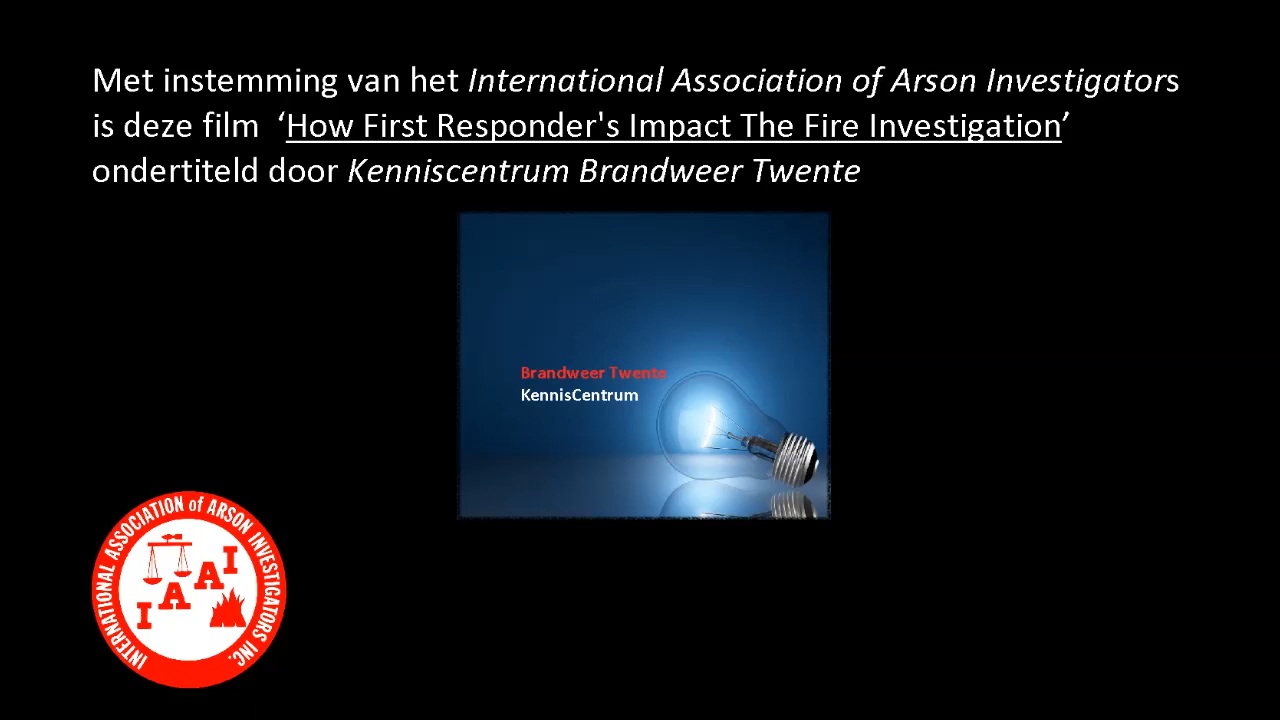 Met instemming van het International Association of Arson Investigators
is deze film ‘How First Responder's Impact The Fire Investigation’
ondertiteld door Kenniscentrum Brandweer Twente
Brandweer Twente
KennisCentrum
INTERNATIONAL ASSOCIATION of ARSON INVESTIGATORS INC.
I A A I